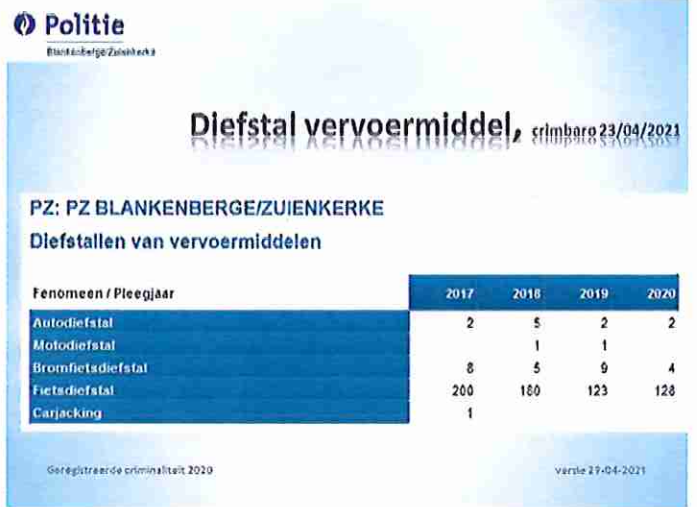 Politie
Blankenberge/Zuienkerke
Diefstal vervoermiddel, crimbaro 23/04/2021
PZ: PZ BLANKENBERGE/ZUIENKERKE
Diefstallen van vervoermiddelen
Fenomeen / Pleegjaar 2017 2018 2019 2020
Autodiefstal 2 5 2 2
Motodiefstal 1 1
Bromfietsdiefstal 8 5 9 4
Fietsdiefstal 200 180 123 128
Carjacking 1
Geregistreerde criminaliteit 2020 versie 27-04-2021